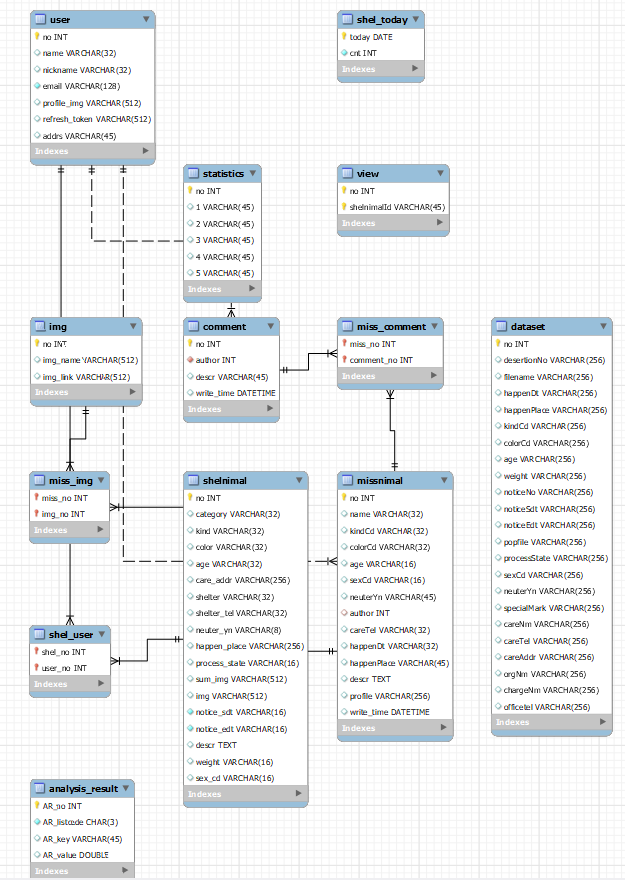 user
no INT
name VARCHAR(32)
nickname VARCHAR(32)
email VARCHAR(128)
profile_img VARCHAR(512)
refresh_token VARCHAR(512)
addrs VARCHAR(45)
Indexes
shel_today
today DATE
cnt INT
Indexes
statistics
no INT
1 VARCHAR(45)
2 VARCHAR(45)
3 VARCHAR(45)
4 VARCHAR(45)
5 VARCHAR(45)
Indexes
view
no INT
shelnimalId VARCHAR(45)
Indexes
img
no INT
img_name VARCHAR(512)
img_link VARCHAR(512)
Indexes
comment
no INT
author INT
descr VARCHAR(45)
write_time DATETIME
Indexes
miss_comment
miss_no INT
comment_no INT
Indexes
dataset
no INT
desertionNo VARCHAR(256)
filename VARCHAR(256)
happenDt VARCHAR(256)
happenPlace VARCHAR(256)
kindCd VARCHAR(256)
colorCd VARCHAR(256)
age VARCHAR(256)
weight VARCHAR(256)
noticeNo VARCHAR(256)
noticeSdt VARCHAR(256)
noticeEdt VARCHAR(256)
popfile VARCHAR(256)
processState VARCHAR(256)
sexCd VARCHAR(256)
neuterYn VARCHAR(256)
specialMark VARCHAR(256)
careNm VARCHAR(256)
careTel VARCHAR(256)
careAddr VARCHAR(256)
orgNm VARCHAR(256)
chargeNm VARCHAR(256)
officetel VARCHAR(256)
Indexes
miss_img
miss_no INT
img_no INT
Indexes
shelnimal
no INT
category VARCHAR(32)
kind VARCHAR(32)
color VARCHAR(32)
age VARCHAR(32)
care_addr VARCHAR(256)
shelter VARCHAR(32)
shelter_tel VARCHAR(32)
neuter_yn VARCHAR(8)
happen_place VARCHAR(256)
process_state VARCHAR(16)
sum_img VARCHAR(512)
img VARCHAR(512)
notice_sdt VARCHAR(16)
notice_edt VARCHAR(16)
descr TEXT
weight VARCHAR(16)
sex_cd VARCHAR(16)
Indexes
missnimal
no INT
name VARCHAR(32)
kindCd VARCHAR(32)
colorCd VARCHAR(32)
age VARCHAR(16)
sexCd VARCHAR(16)
neuterYn VARCHAR(45)
author INT
careTel VARCHAR(32)
happenDt VARCHAR(32)
happenPlace VARCHAR(45)
descr TEXT
profile VARCHAR(256)
write_time DATETIME
Indexes
shel_user
shel_no INT
user_no INT
Indexes
analysis_result
AR_no INT
AR_listcode CHAR(3)
AR_key VARCHAR(45)
AR_value DOUBLE
Indexes